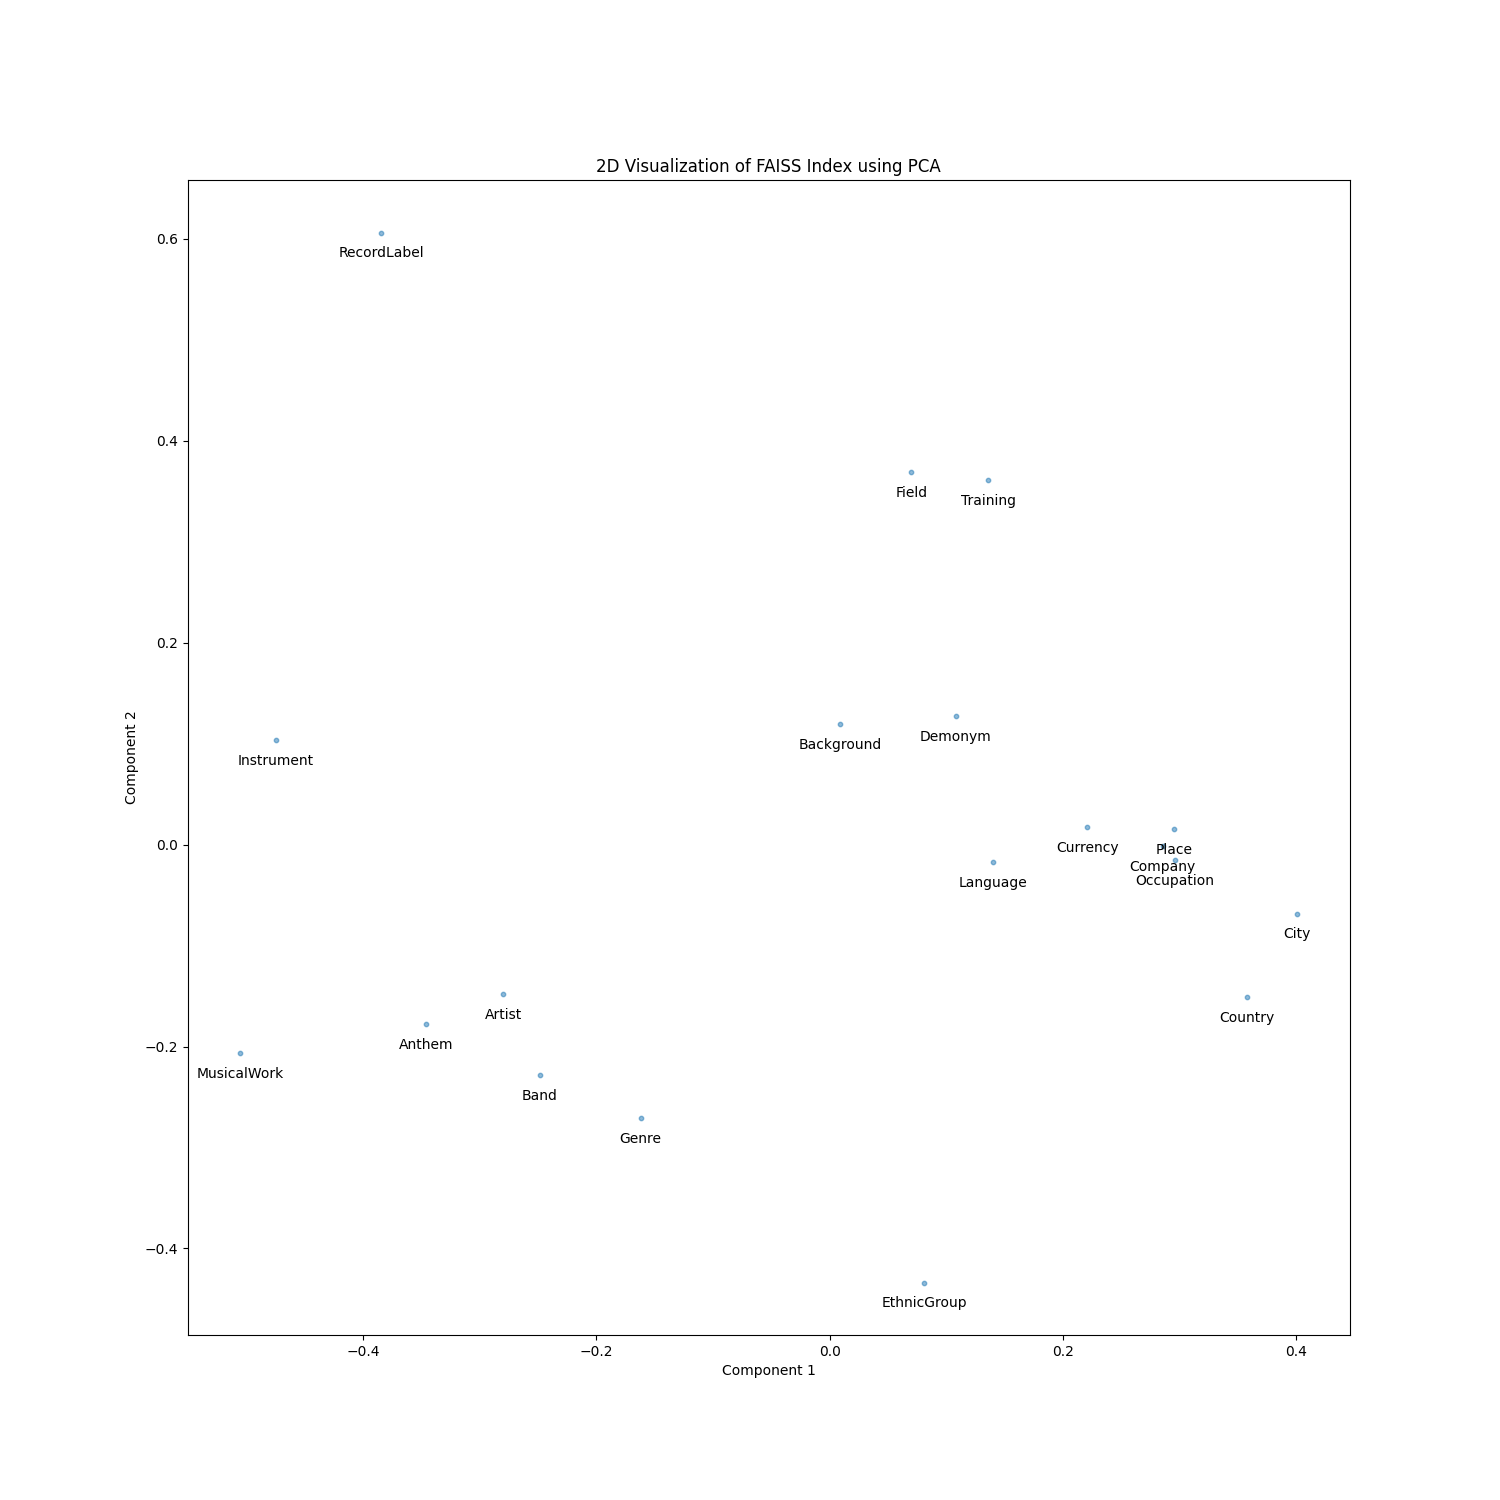 2D Visualization of FAISS Index using PCA
0.6
RecordLabel
0.4
Field
Training
0.2
Background
Demonym
Instrument
Component 2
0.0
Currency
Place
Company
Occupation
Language
City
Artist
Country
Anthem
−0.2
MusicalWork
Band
Genre
−0.4
EthnicGroup
−0.4
−0.2
0.0
0.2
0.4
Component 1